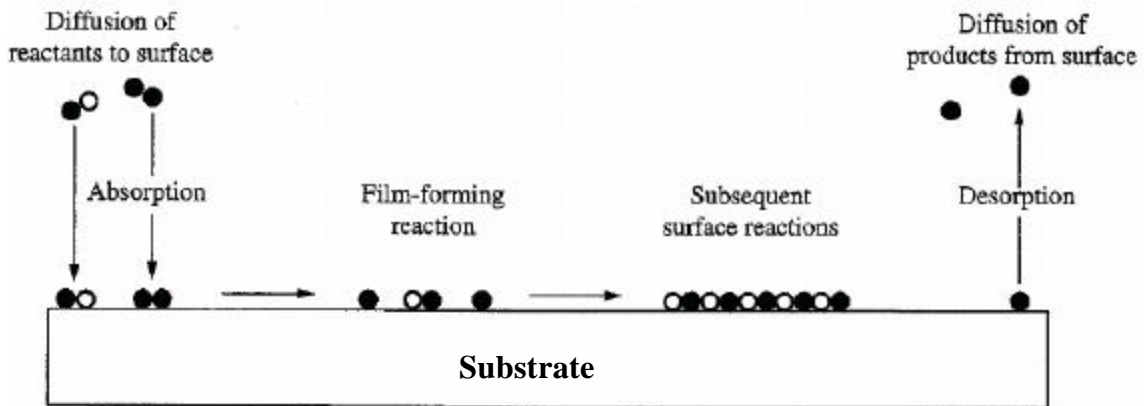 Diffusion of
reactants to surface
Diffusion of
products from surface
Absorption
Film-forming
reaction
Subsequent
surface reactions
Desorption
Substrate